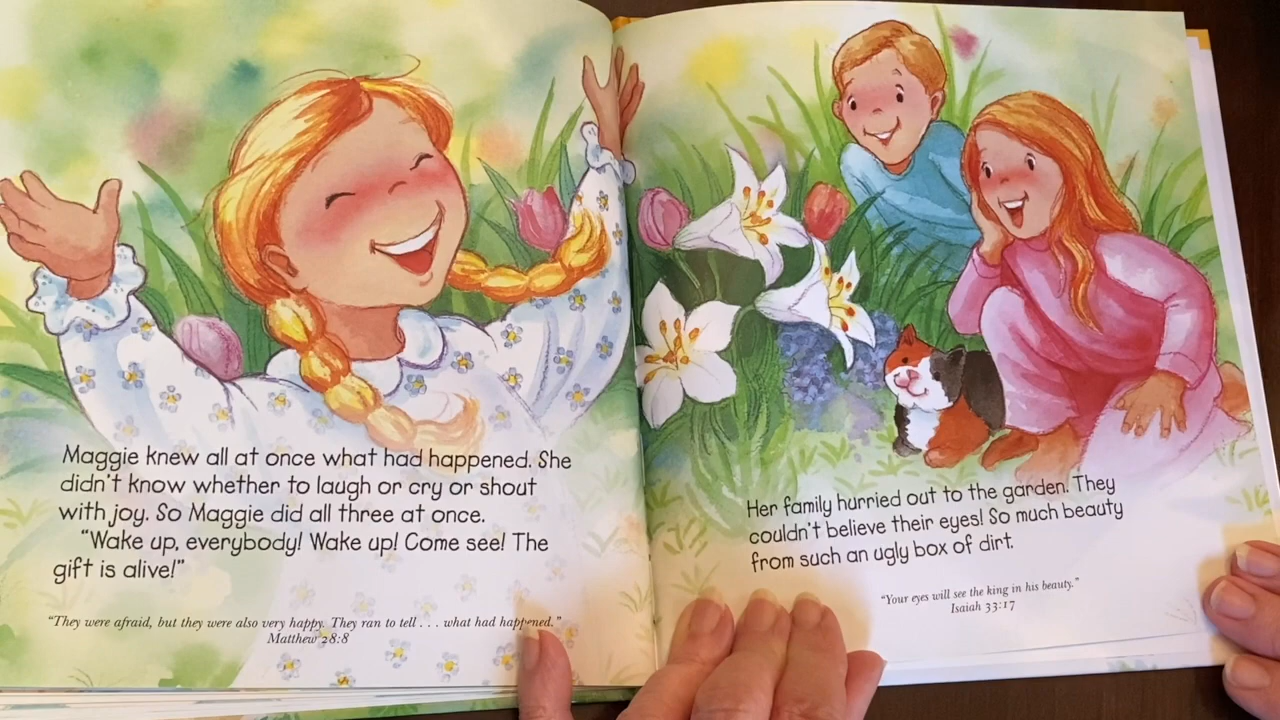 Maggie knew all at once what had happened. She
didn't know whether to laugh or cry or shout
with joy. So Maggie did all three at once.
"Wake up, everybody! Wake up! Come see! The
gift is alive!"
"They were afraid, but they were also very happy. They ran to tell . . . what had happened."
Matthew 28:8
Her family hurried out to the garden. They
couldn't believe their eyes! So much beauty
from such an ugly box of dirt.
"Your eyes will see the king in his beauty."
Isaiah 33:17